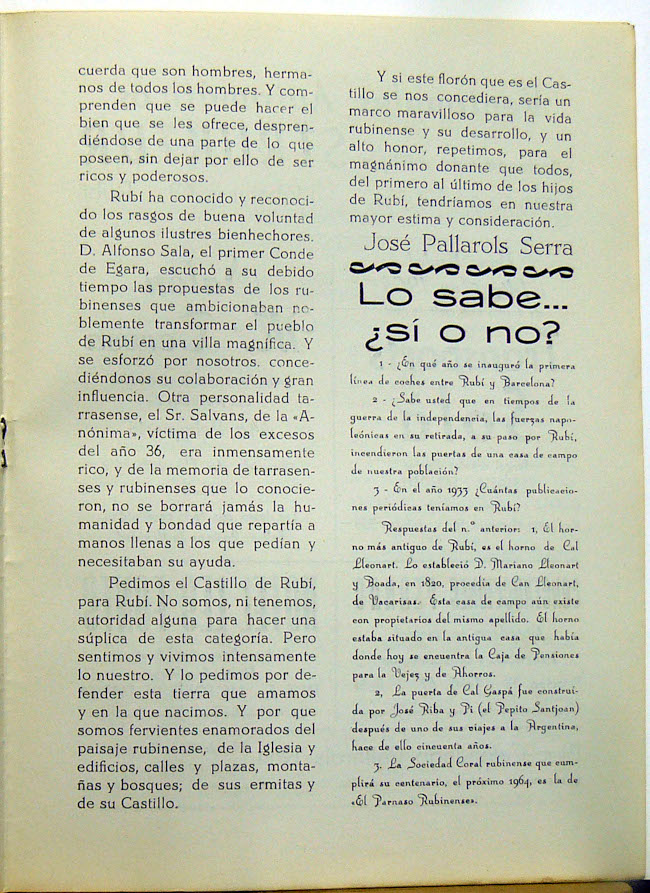 cuerda que son hombres, herma-
nos de todos los hombres. Y com-
prenden que se puede hacer el
bien que se les ofrece, despren-
diéndose de una parte de lo que
poseen, sin dejar por ello de ser
ricos y poderosos.
Rubí ha conocido y reconoci-
do los rasgos de buena voluntad
de algunos ilustres bienhechores.
D. Alfonso Sala, el primer Conde
de Egara, escuchó a su debido
tiempo las propuestas de los ru-
binenses que ambicionaban no-
blemente transformar el pueblo
de Rubí en una villa magnífica. Y
se esforzó por nosotros. conce-
diéndonos su colaboración y gran
influencia. Otra personalidad ta-
rrasense, el Sr. Salvans, de la «A-
nónima», víctima de los excesos
del año 36, era inmensamente
rico, y de la memoria de tarrasen-
ses y rubinenses que lo conocie-
ron, no se borrará jamás la hu-
manidad y bondad que repartía a
manos llenas a los que pedían y
necesitaban su ayuda.
Pedimos el Castillo de Rubí,
para Rubí. No somos, ni tenemos,
autoridad alguna para hacer una
súplica de esta categoría. Pero
sentimos y vivimos intensamente
lo nuestro. Y lo pedimos por de-
fender esta tierra que amamos
y en la que nacimos. Y por que
somos fervientes enamorados del
paisaje rubinense, de la Iglesia y
edificios, calles y plazas, monta-
ñas y bosques; de sus ermitas y
de su Castillo.
Y si este florón que es el Cas-
tillo se nos concediera, sería un
marco maravilloso para la vida
rubinense y su desarrollo, y un
alto honor, repetimos, para el
magnánimo donante que todos,
del primero al último de los hijos
de Rubí, tendríamos en nuestra
mayor estima y consideración.
José Pallarols Serra
Lo sabe...
¿sí o no?
1 - ¿En qué año se inauguró la primera
línea de coches entre Rubí y Barcelona?
2 - ¿Sabe usted que en tiempos de la
guerra de la independencia, las fuerzas napo-
leónicas en su retirada, a su paso por Rubí,
incendieron las puertas de una casa de campo
de nuestra población?
3 - En el año 1933 ¿Cuántas publicacio-
nes periódicas teníamos en Rubí?
Respuestas del n.º anterior: 1, El hor-
no más antiguo de Rubí, es el horno de Cal
Lleonart. Lo estableció D. Mariano Lleonart
y Boada, en 1820, procedía de Can Lleonart,
de Vacarisas. Esta casa de campo aún existe
con propietarios del mismo apellido. El horno
estaba situado en la antigua casa que había
donde hoy se encuentra la Caja de Pensiones
para la Vejez y de Ahorros.
2, La puerta de Cal Gaspá fue construi-
da por José Riba y Pi (el Pepito Santjoan)
después de uno de sus viajes a la Argentina,
hace de ello cincuenta años.
3. La Sociedad Coral rubinense que cum-
plirá su centenario, el próximo 1964, es la de
«El Parnaso Rubinense».